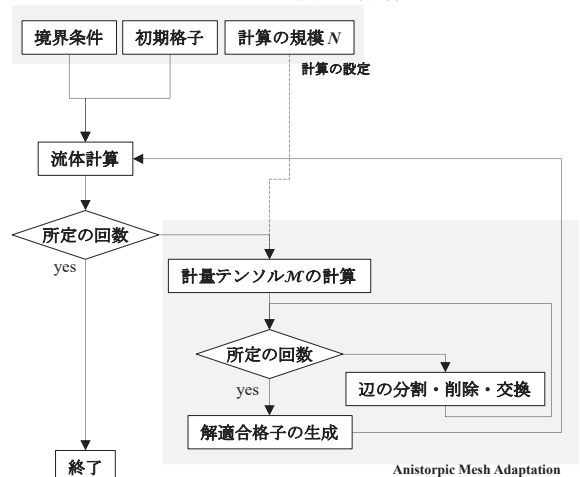 境界条件
初期格子
計算の規模 N
計算の設定
流体計算
所定の回数
yes
計量テンソルMの計算
所定の回数
yes
辺の分割・削除・交換
解適合格子の生成
終了
Anistorpic Mesh Adaptation